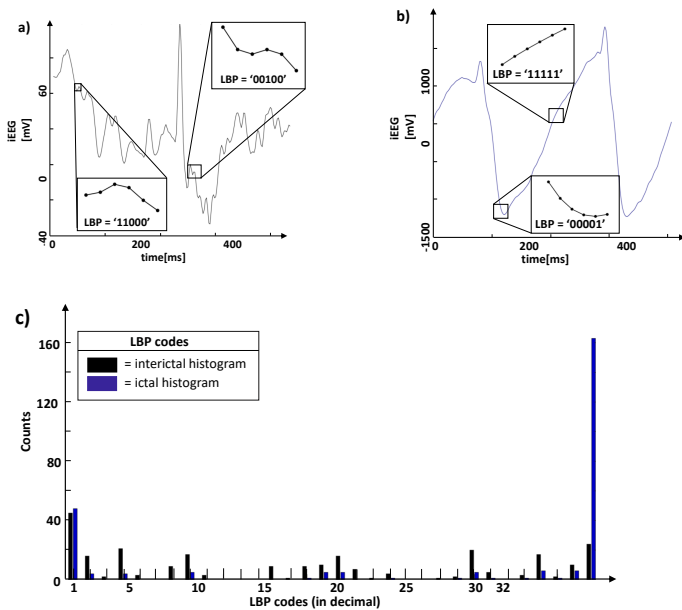 a)
iEEG
[mV]
60
0
-40
LBP = '00100'
LBP = '11000'
0
200
400
time[ms]
b)
iEEG
[mV]
1000
0
-1500
LBP = '11111'
LBP = '00001'
0
200
400
time[ms]
c)
LBP codes
= interictal histogram
= ictal histogram
Counts
160
120
80
40
0
1 5 10 15 20 25 30 32
LBP codes (in decimal)